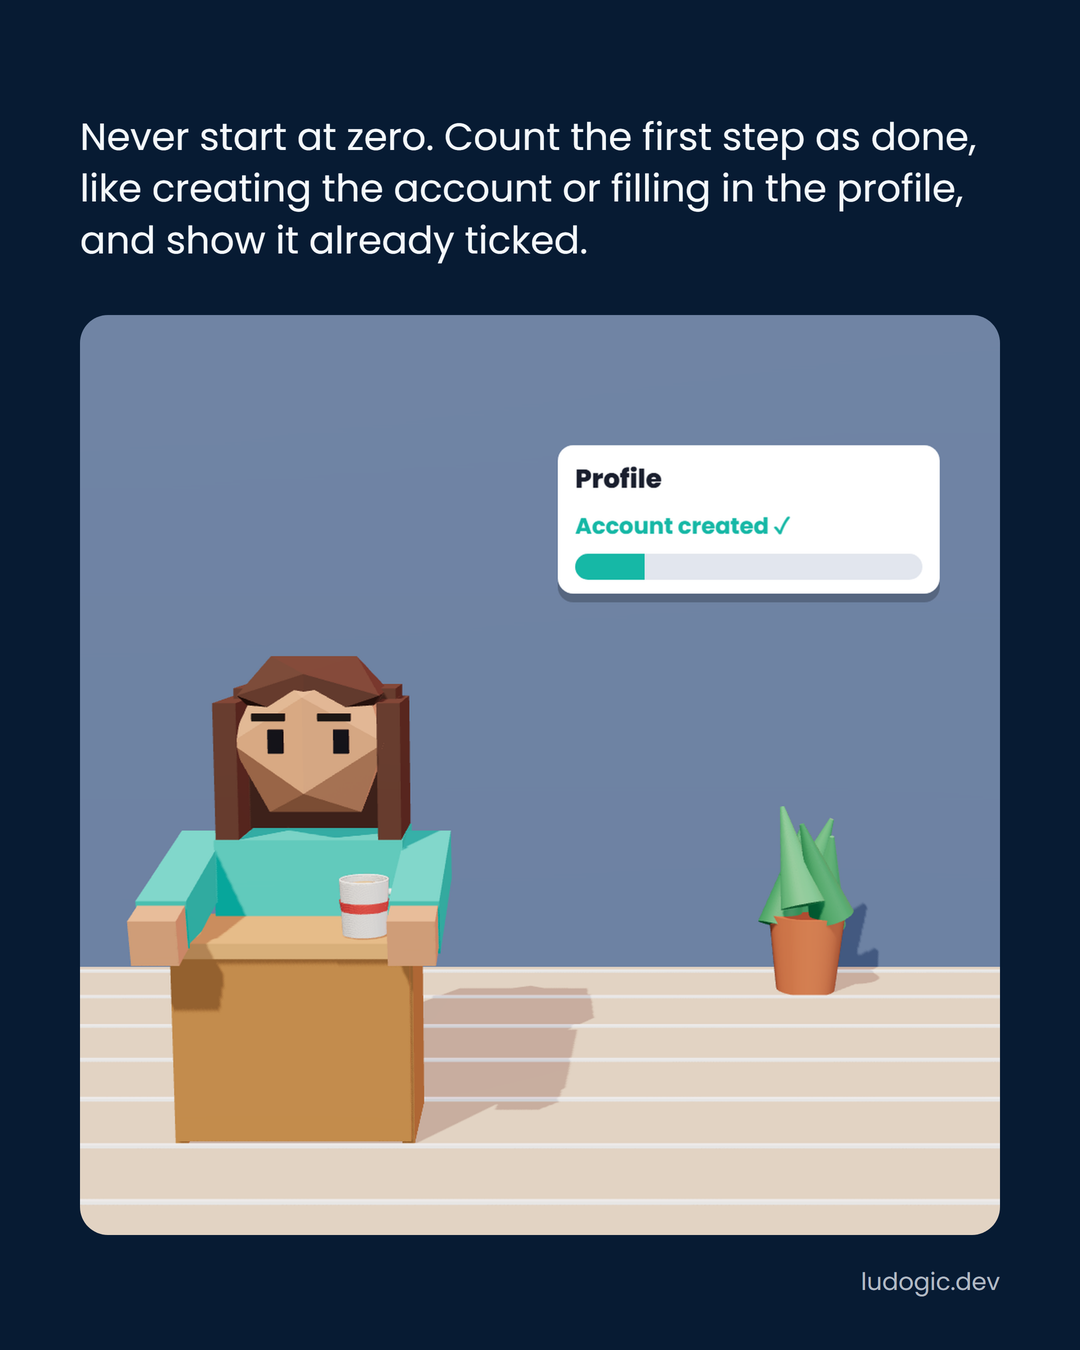 Never start at zero. Count the first step as done,
like creating the account or filling in the profile,
and show it already ticked.
Profile
Account created ✓
ludogic.dev